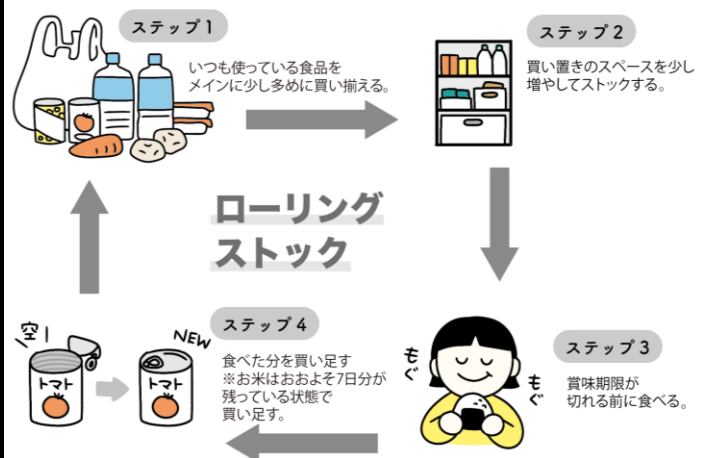 ステップ1
いつも使っている食品を
メインに少し多めに買い揃える。
ステップ2
買い置きのスペースを少し
増やしてストックする。
ローリング
ストック
ステップ3
賞味期限が
切れる前に食べる。
もぐ
もぐ
ステップ4
食べた分を買い足す
※お米はおおよそ7日分が
残っている状態で
買い足す。
空!
NEW
トマト
トマト